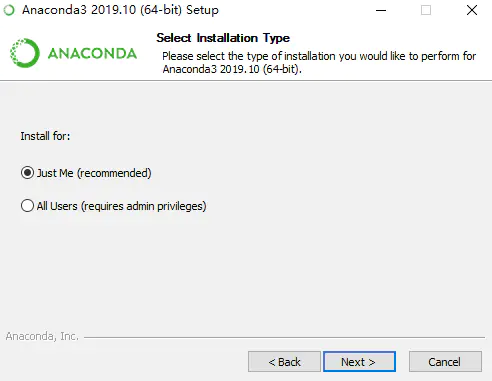 Anaconda3 2019.10 (64-bit) Setup
ANACONDA
Select Installation Type
Please select the type of installation you would like to perform for
Anaconda3 2019.10 (64-bit).
Install for:
Just Me (recommended)
All Users (requires admin privileges)
Anaconda, Inc.
< Back
Next >
Cancel